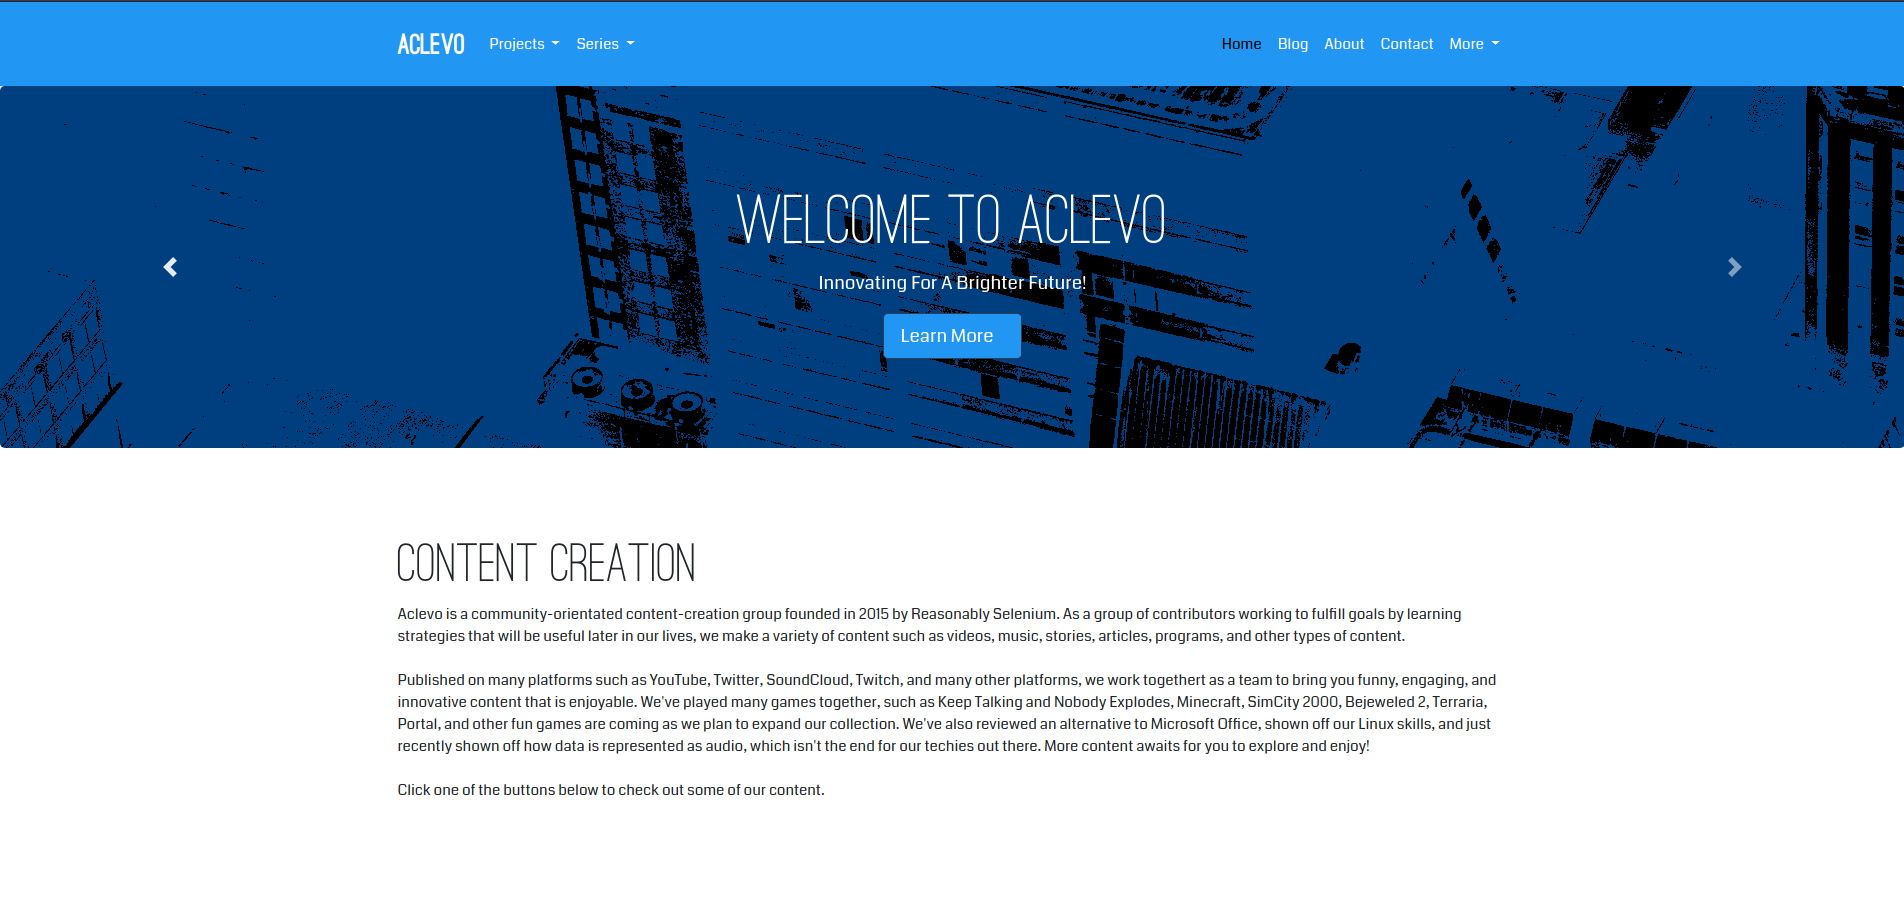 ACLEVO Projects Series Home Blog About Contact More
WELCOME TO ACLEVO
Innovating For A Brighter Future!
Learn More
CONTENT CREATION
Aclevo is a community-orientated content-creation group founded in 2015 by Reasonably Selenium. As a group of contributors working to fulfill goals by learning
strategies that will be useful later in our lives, we make a variety of content such as videos, music, stories, articles, programs, and other types of content.
Published on many platforms such as YouTube, Twitter, SoundCloud, Twitch, and many other platforms, we work togethert as a team to bring you funny, engaging, and
innovative content that is enjoyable. We've played many games together, such as Keep Talking and Nobody Explodes, Minecraft, SimCity 2000, Bejeweled 2, Terraria,
Portal, and other fun games are coming as we plan to expand our collection. We've also reviewed an alternative to Microsoft Office, shown off our Linux skills, and just
recently shown off how data is represented as audio, which isn't the end for our techies out there. More content awaits for you to explore and enjoy!
Click one of the buttons below to check out some of our content.